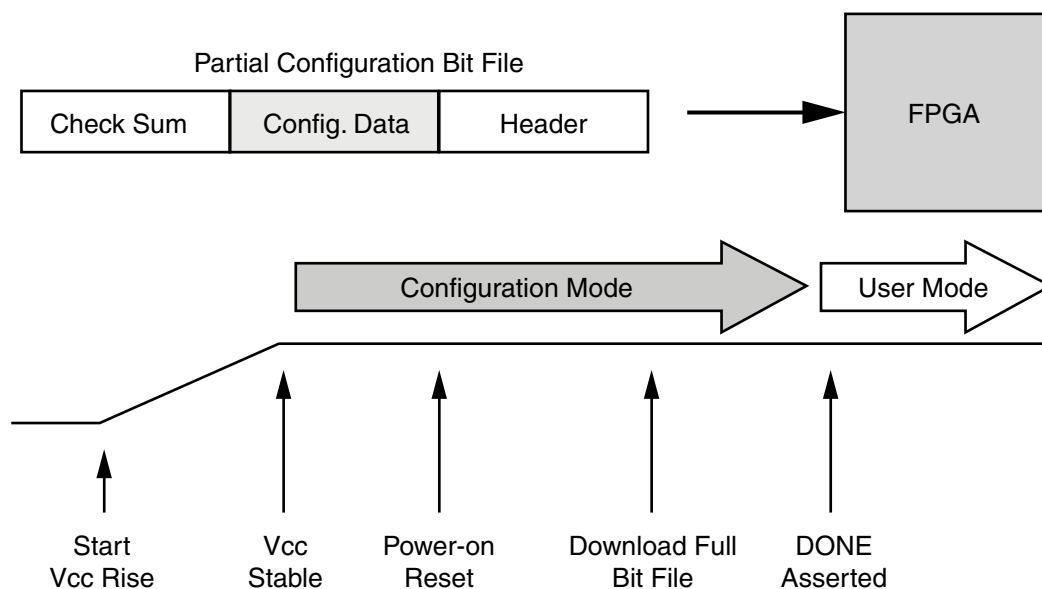 Partial Configuration Bit File
Check Sum
Config. Data
Header
FPGA
Configuration Mode
User Mode
Start
Vcc Rise
Vcc
Stable
Power-on
Reset
Download Full
Bit File
DONE
Asserted